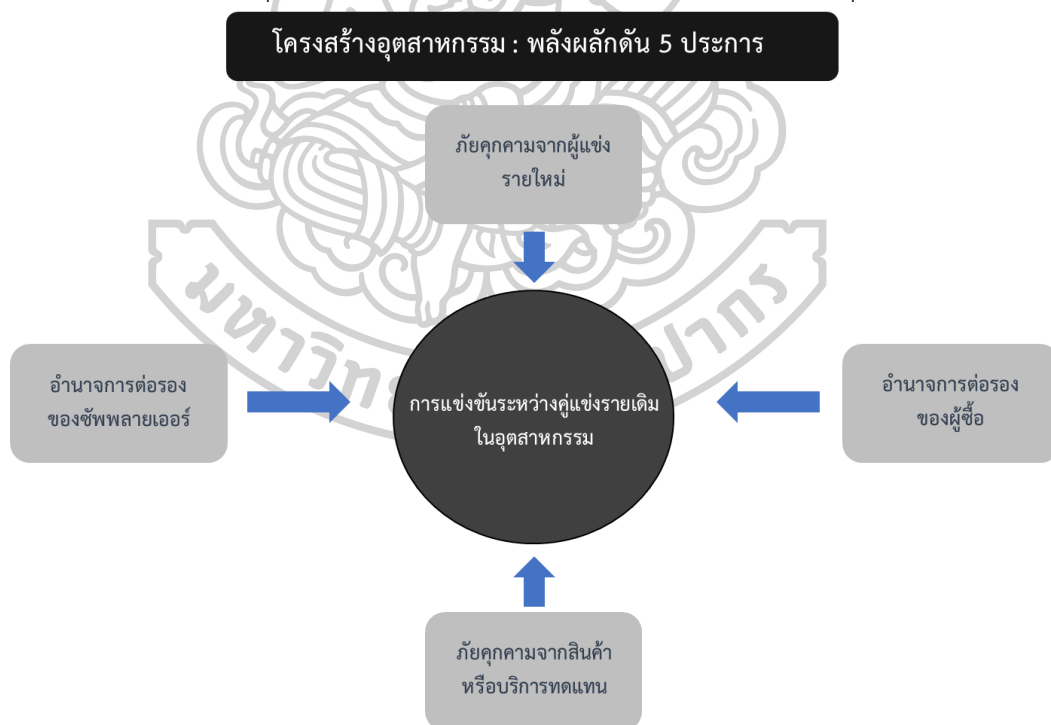 โครงสร้างอุตสาหกรรม : พลังผลักดัน 5 ประการ
ภัยคุกคามจากผู้แข่ง
รายใหม่
อำนาจการต่อรอง
ของซัพพลายเออร์
การแข่งขันระหว่างคู่แข่งรายเดิม
ในอุตสาหกรรม
อำนาจการต่อรอง
ของผู้ซื้อ
ภัยคุกคามจากสินค้า
หรือบริการทดแทน